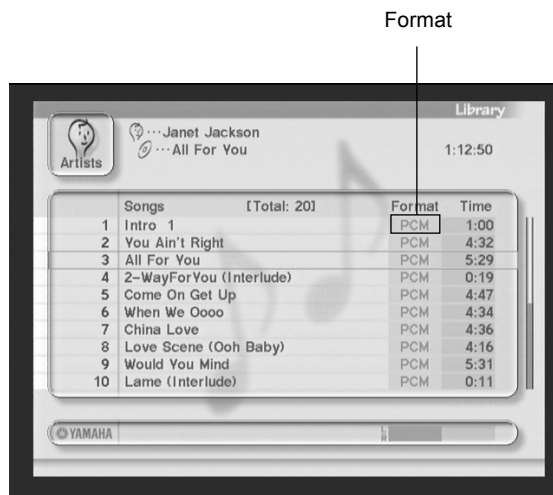 Format
Library
Artists
···Janet Jackson
···All For You
1:12:50
Songs [Total: 20] Format Time
1 Intro 1 PCM 1:00
2 You Ain't Right PCM 4:32
3 All For You PCM 5:29
4 2-WayForYou (Interlude) PCM 0:19
5 Come On Get Up PCM 4:47
6 When We Oooo PCM 4:34
7 China Love PCM 4:36
8 Love Scene (Ooh Baby) PCM 4:16
9 Would You Mind PCM 5:31
10 Lame (Interlude) PCM 0:11
YAMAHA